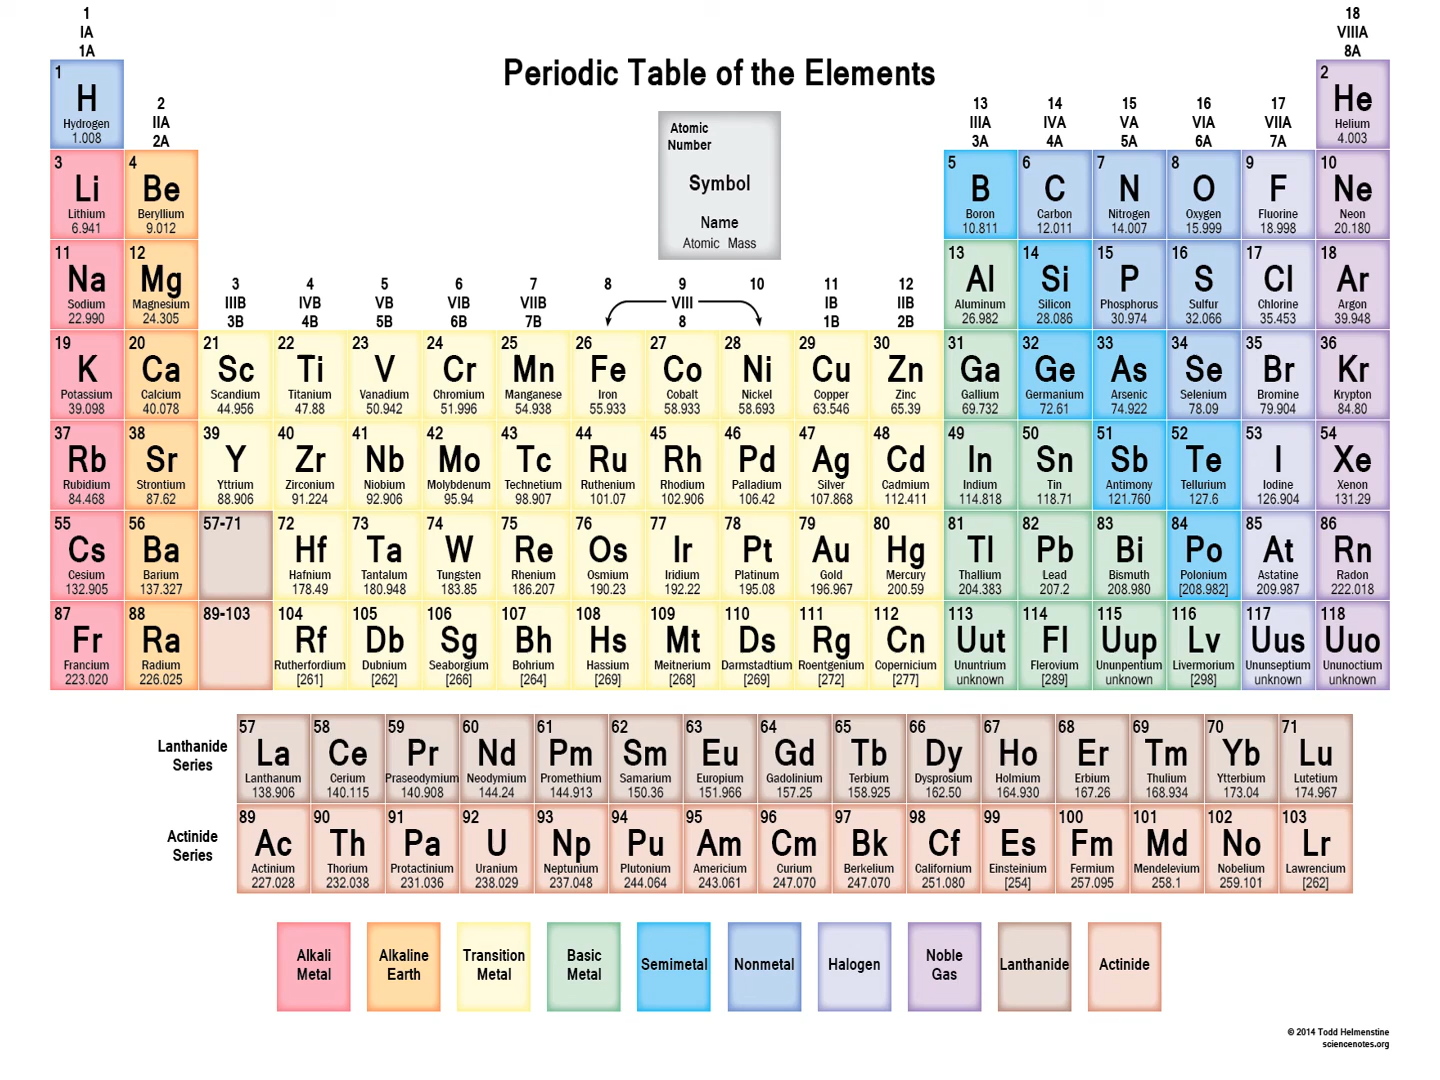 1
IA
1A
18
VIIIA
8A
Periodic Table of the Elements
1
H
Hydrogen
1.008
2
He
Helium
4.003
2
IIA
2A
13
IIIA
3A
14
IVA
4A
15
VA
5A
16
VIA
6A
17
VIIA
7A
Atomic
Number
Symbol
Name
Atomic Mass
3
Li
Lithium
6.941
4
Be
Beryllium
9.012
5
B
Boron
10.811
6
C
Carbon
12.011
7
N
Nitrogen
14.007
8
O
Oxygen
15.999
9
F
Fluorine
18.998
10
Ne
Neon
20.180
11
Na
Sodium
22.990
12
Mg
Magnesium
24.305
13
Al
Aluminum
26.982
14
Si
Silicon
28.086
15
P
Phosphorus
30.974
16
S
Sulfur
32.066
17
Cl
Chlorine
35.453
18
Ar
Argon
39.948
3
IIIB
3B
4
IVB
4B
5
VB
5B
6
VIB
6B
7
VIIB
7B
8
9
10
VIII
8
11
IB
1B
12
IIB
2B
19
K
Potassium
39.098
20
Ca
Calcium
40.078
21
Sc
Scandium
44.956
22
Ti
Titanium
47.88
23
V
Vanadium
50.942
24
Cr
Chromium
51.996
25
Mn
Manganese
54.938
26
Fe
Iron
55.933
27
Co
Cobalt
58.933
28
Ni
Nickel
58.693
29
Cu
Copper
63.546
30
Zn
Zinc
65.39
31
Ga
Gallium
69.732
32
Ge
Germanium
72.61
33
As
Arsenic
74.922
34
Se
Selenium
78.09
35
Br
Bromine
79.904
36
Kr
Krypton
84.80
37
Rb
Rubidium
84.468
38
Sr
Strontium
87.62
39
Y
Yttrium
88.906
40
Zr
Zirconium
91.224
41
Nb
Niobium
92.906
42
Mo
Molybdenum
95.94
43
Tc
Technetium
98.907
44
Ru
Ruthenium
101.07
45
Rh
Rhodium
102.906
46
Pd
Palladium
106.42
47
Ag
Silver
107.868
48
Cd
Cadmium
112.411
49
In
Indium
114.818
50
Sn
Tin
118.71
51
Sb
Antimony
121.760
52
Te
Tellurium
127.6
53
I
Iodine
126.904
54
Xe
Xenon
131.29
55
Cs
Cesium
132.905
56
Ba
Barium
137.327
57-71
72
Hf
Hafnium
178.49
73
Ta
Tantalum
180.948
74
W
Tungsten
183.85
75
Re
Rhenium
186.207
76
Os
Osmium
190.23
77
Ir
Iridium
192.22
78
Pt
Platinum
195.08
79
Au
Gold
196.967
80
Hg
Mercury
200.59
81
Tl
Thallium
204.383
82
Pb
Lead
207.2
83
Bi
Bismuth
208.980
84
Po
Polonium
[208.982]
85
At
Astatine
209.987
86
Rn
Radon
222.018
87
Fr
Francium
223.020
88
Ra
Radium
226.025
89-103
104
Rf
Rutherfordium
[261]
105
Db
Dubnium
[262]
106
Sg
Seaborgium
[266]
107
Bh
Bohrium
[264]
108
Hs
Hassium
[269]
109
Mt
Meitnerium
[268]
110
Ds
Darmstadtium
[269]
111
Rg
Roentgenium
[272]
112
Cn
Copernicium
[277]
113
Uut
Ununtrium
unknown
114
Fl
Flerovium
[289]
115
Uup
Ununpentium
unknown
116
Lv
Livermorium
[298]
117
Uus
Ununseptium
unknown
118
Uuo
Ununoctium
unknown
Lanthanide
Series
57
La
Lanthanum
138.906
58
Ce
Cerium
140.115
59
Pr
Praseodymium
140.908
60
Nd
Neodymium
144.24
61
Pm
Promethium
144.913
62
Sm
Samarium
150.36
63
Eu
Europium
151.966
64
Gd
Gadolinium
157.25
65
Tb
Terbium
158.925
66
Dy
Dysprosium
162.50
67
Ho
Holmium
164.930
68
Er
Erbium
167.26
69
Tm
Thulium
168.934
70
Yb
Ytterbium
173.04
71
Lu
Lutetium
174.967
Actinide
Series
89
Ac
Actinium
227.028
90
Th
Thorium
232.038
91
Pa
Protactinium
231.036
92
U
Uranium
238.029
93
Np
Neptunium
237.048
94
Pu
Plutonium
244.064
95
Am
Americium
243.061
96
Cm
Curium
247.070
97
Bk
Berkelium
247.070
98
Cf
Californium
251.080
99
Es
Einsteinium
[254]
100
Fm
Fermium
257.095
101
Md
Mendelevium
258.1
102
No
Nobelium
259.101
103
Lr
Lawrencium
[262]
Alkali
Metal
Alkaline
Earth
Transition
Metal
Basic
Metal
Semimetal
Nonmetal
Halogen
Noble
Gas
Lanthanide
Actinide
© 2014 Todd Helmenstine
sciencenotes.org